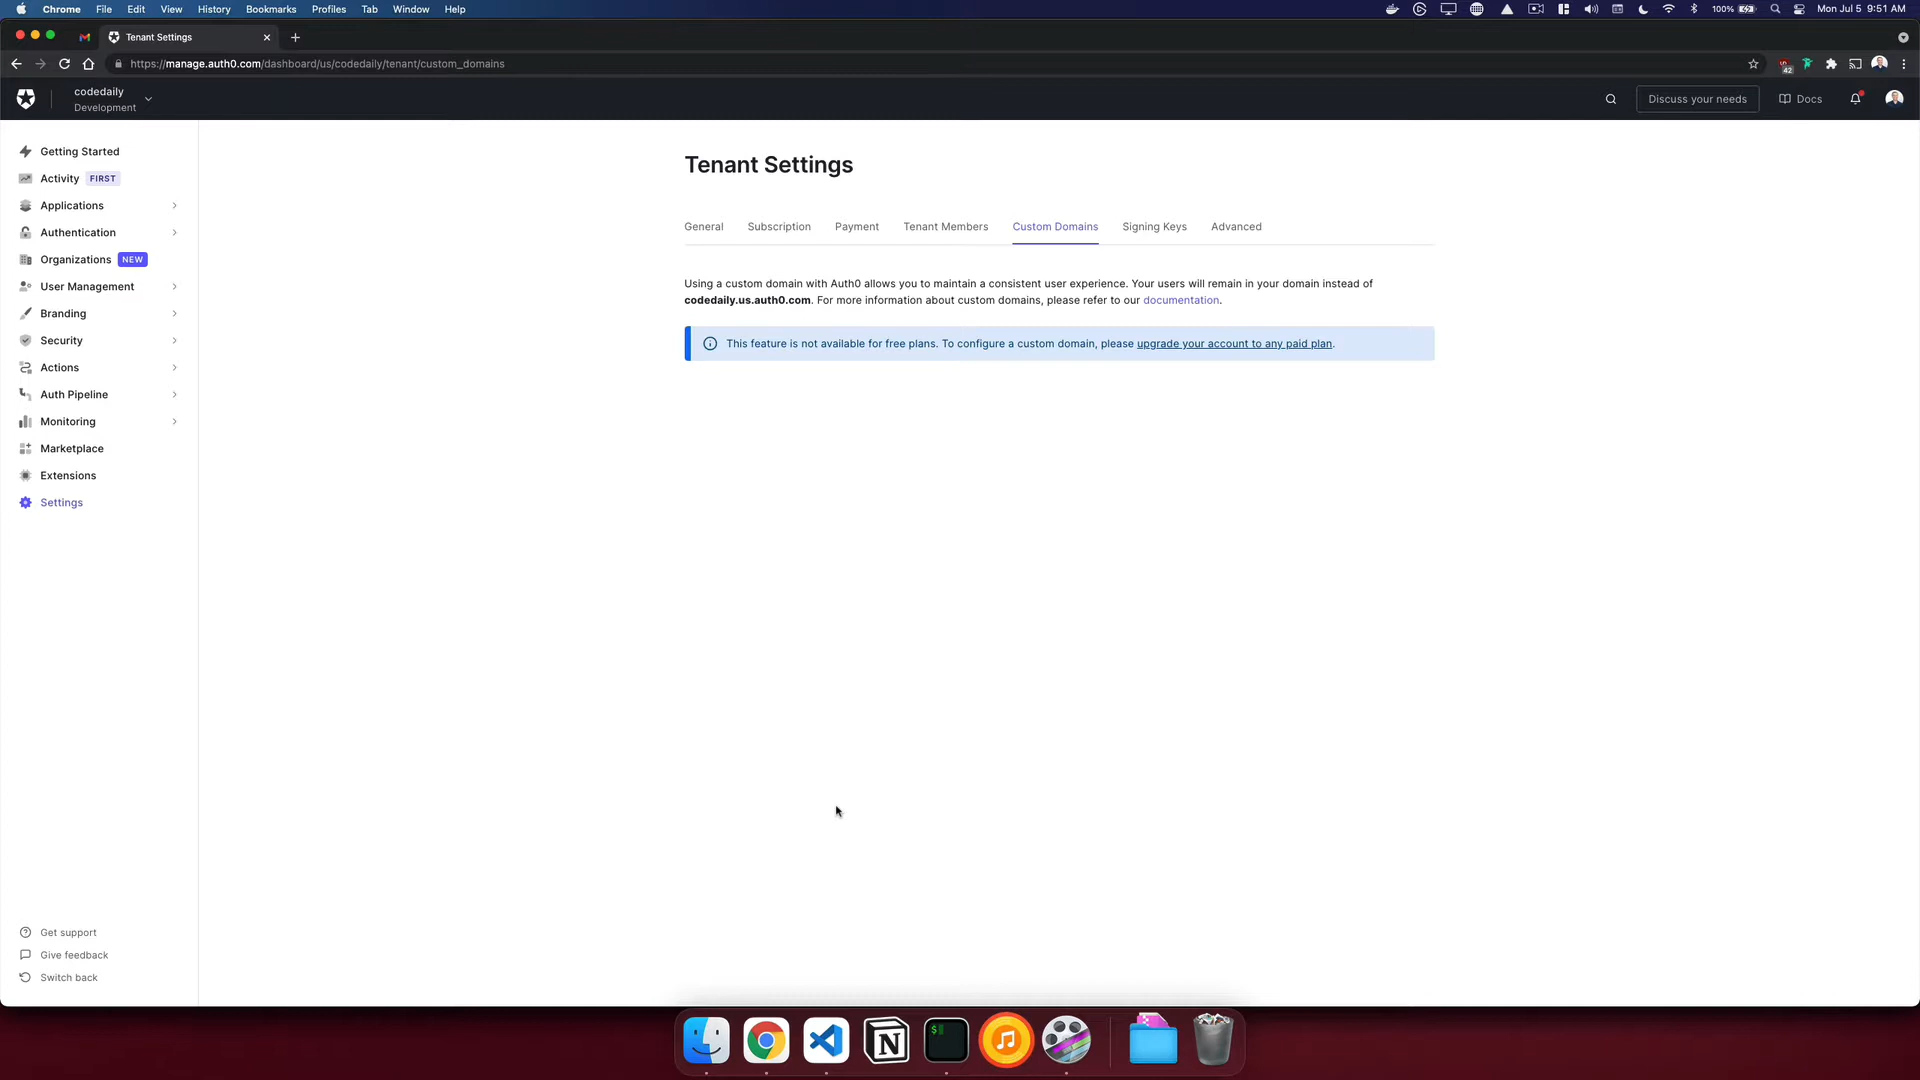 Chrome File Edit View History Bookmarks Profiles Tab Window Help
100% Mon Jul 5 9:51 AM
Tenant Settings
https://manage.auth0.com/dashboard/us/codedaily/tenant/custom_domains
42
codedaily
Development
Discuss your needs
Docs
Getting Started
Activity FIRST
Applications
Authentication
Organizations NEW
User Management
Branding
Security
Actions
Auth Pipeline
Monitoring
Marketplace
Extensions
Settings
Get support
Give feedback
Switch back
Tenant Settings
General Subscription Payment Tenant Members Custom Domains Signing Keys Advanced
Using a custom domain with Auth0 allows you to maintain a consistent user experience. Your users will remain in your domain instead of
codedaily.us.auth0.com. For more information about custom domains, please refer to our documentation.
This feature is not available for free plans. To configure a custom domain, please upgrade your account to any paid plan.